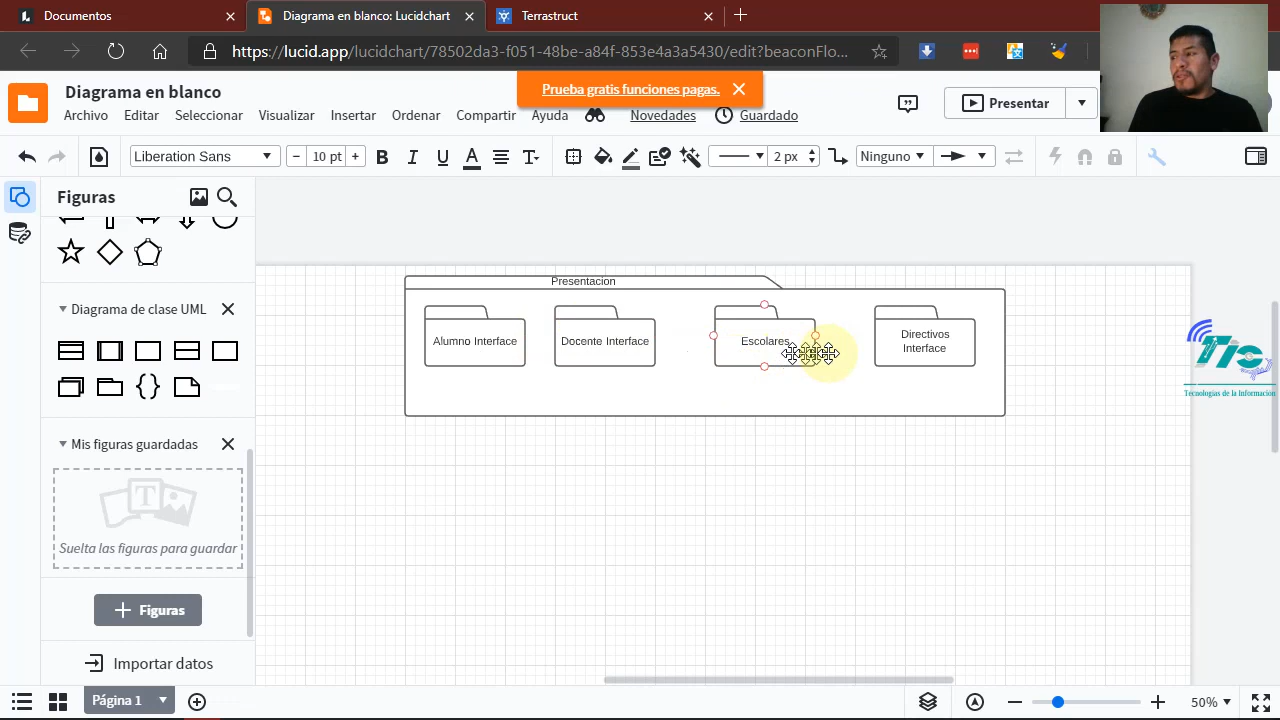 Documentos
Diagrama en blanco: Lucidchart
Terrastruct
https://lucid.app/lucidchart/78502da3-f051-48be-a84f-853e4a3a5430/edit?beaconFlo...
Diagrama en blanco
Prueba gratis funciones pagas.
Presentar
Archivo Editar Seleccionar Visualizar Insertar Ordenar Compartir Ayuda Novedades Guardado
Liberation Sans
10 pt
B I U A T
2 px
Ninguno
Figuras
Diagrama de clase UML
Mis figuras guardadas
T
Suelta las figuras para guardar
Figuras
Importar datos
Presentacion
Alumno Interface
Docente Interface
Escolares
Directivos
Interface
Tic
Tecnologías de la Información
Página 1
50%